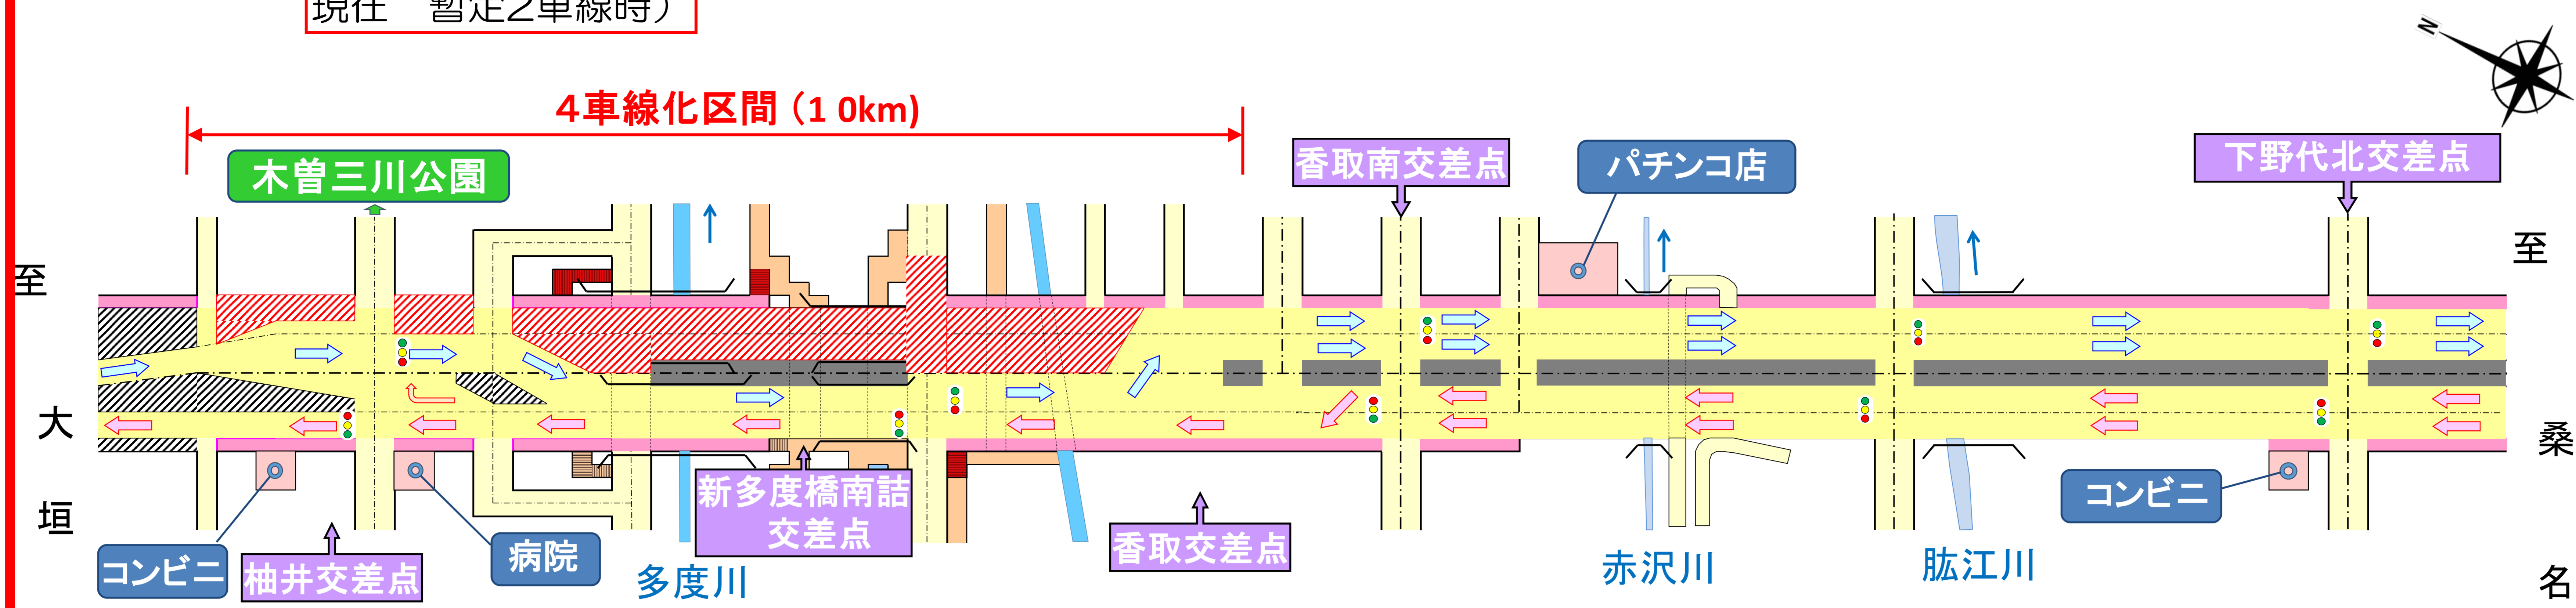 現在　暫定2車線時）
N
4車線化区間（1 0km)
木曽三川公園
香取南交差点
パチンコ店
下野代北交差点
至
大
垣
至
桑
名
コンビニ
柚井交差点
病院
多度川
新多度橋南詰
交差点
香取交差点
赤沢川
肱江川
コンビニ